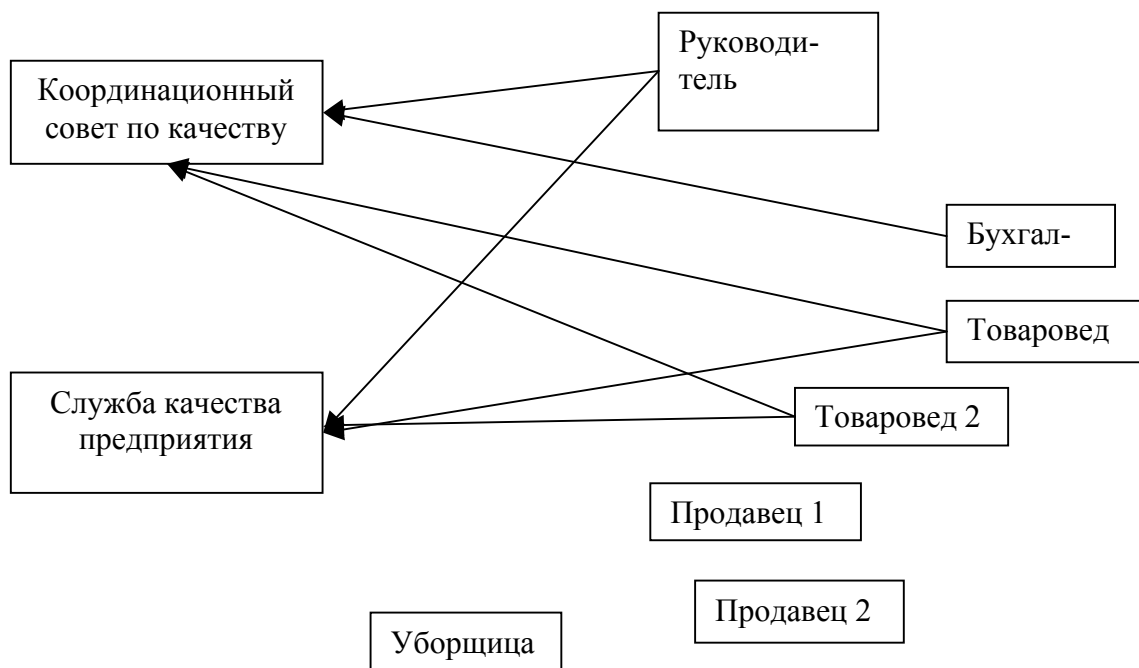 Руководи-
тель
Координационный
совет по качеству
Бухгал-
Товаровед
Служба качества
предприятия
Товаровед 2
Продавец 1
Продавец 2
Уборщица